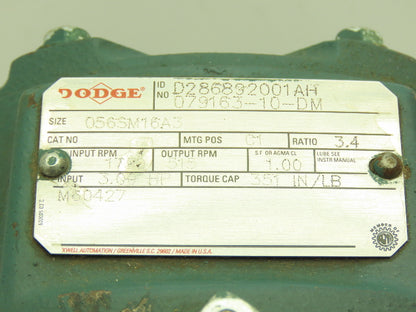 DODGE®
ID NO D286892001AH
079163-10-DM
SIZE 056SM16A3
CAT NO MTG POS C1 RATIO 3.4
INPUT RPM OUTPUT RPM S.F. OR AGMA CL 1.00 LUBE SEE INSTR MANUAL
INPUT 3.04 HP TORQUE CAP 351 IN/LB
M60427
KWELL AUTOMATION / GREENVILLE S.C. 29602 / MADE IN U.S.A.